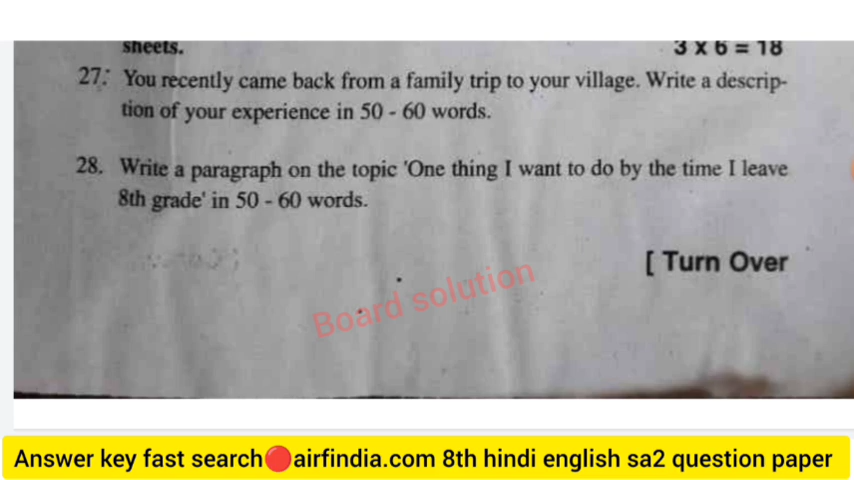 sheets.
3 x 6 = 18
27. You recently came back from a family trip to your village. Write a descrip-
tion of your experience in 50 - 60 words.
28. Write a paragraph on the topic 'One thing I want to do by the time I leave
8th grade' in 50 - 60 words.
[ Turn Over
Board solution
Answer key fast search🔴airfindia.com 8th hindi english sa2 question paper